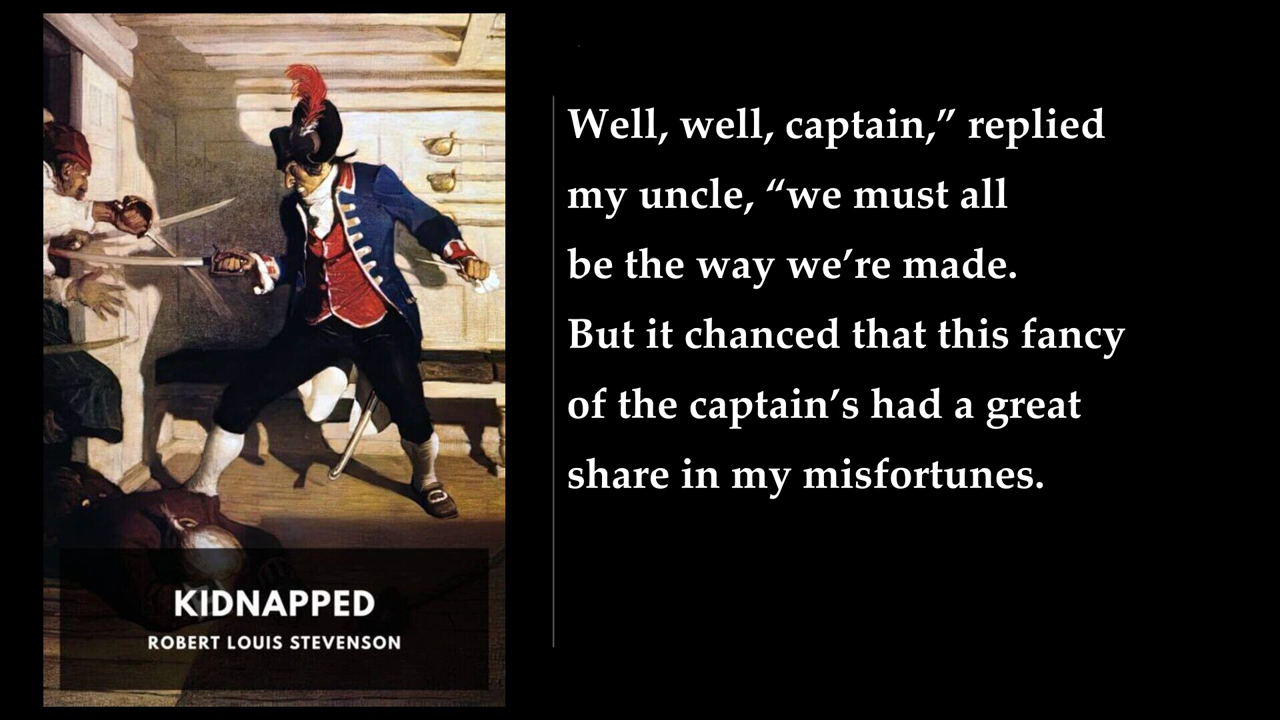 KIDNAPPED
ROBERT LOUIS STEVENSON
Well, well, captain,” replied
my uncle, “we must all
be the way we’re made.
But it chanced that this fancy
of the captain’s had a great
share in my misfortunes.